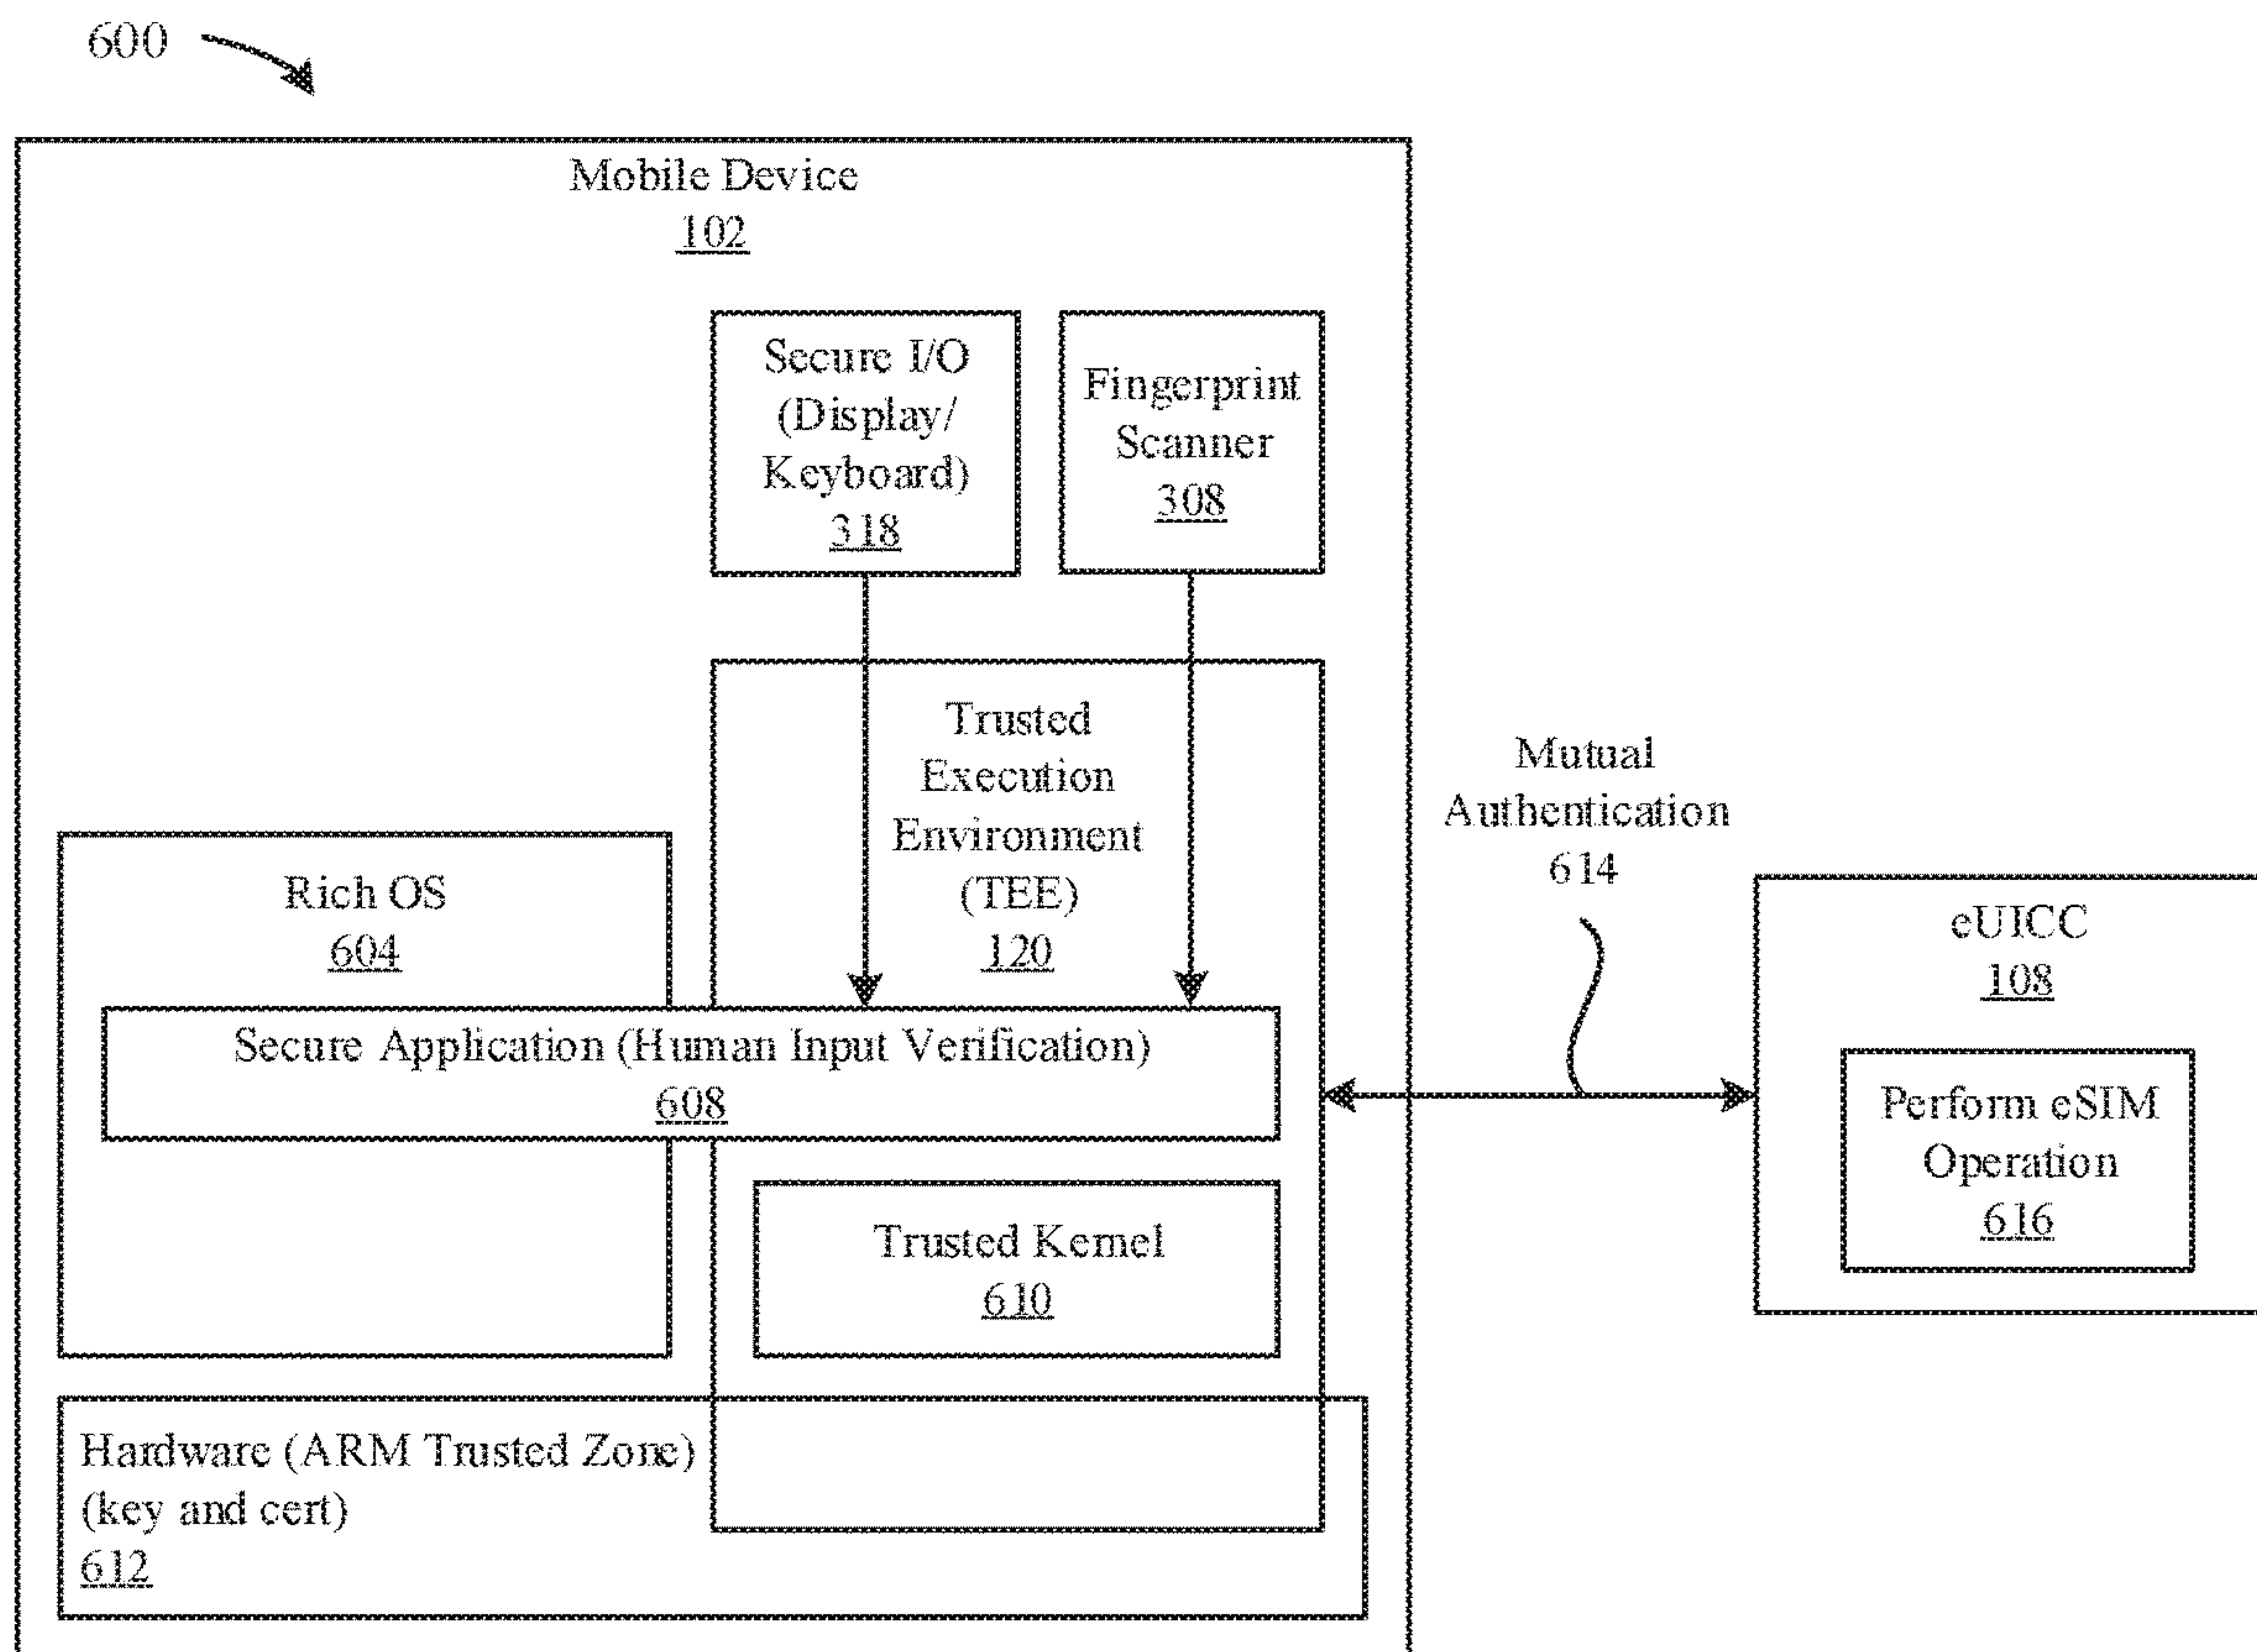 600
Mobile Device
102
Secure I/O
(Display/
Keyboard)
318
Fingerprint
Scanner
308
Trusted
Execution
Environment
(TEE)
120
Mutual
Authentication
614
Rich OS
604
eUICC
108
Secure Application (Human Input Verification)
608
Perform eSIM
Operation
616
Trusted Kernel
610
Hardware (ARM Trusted Zone)
(key and cert)
612